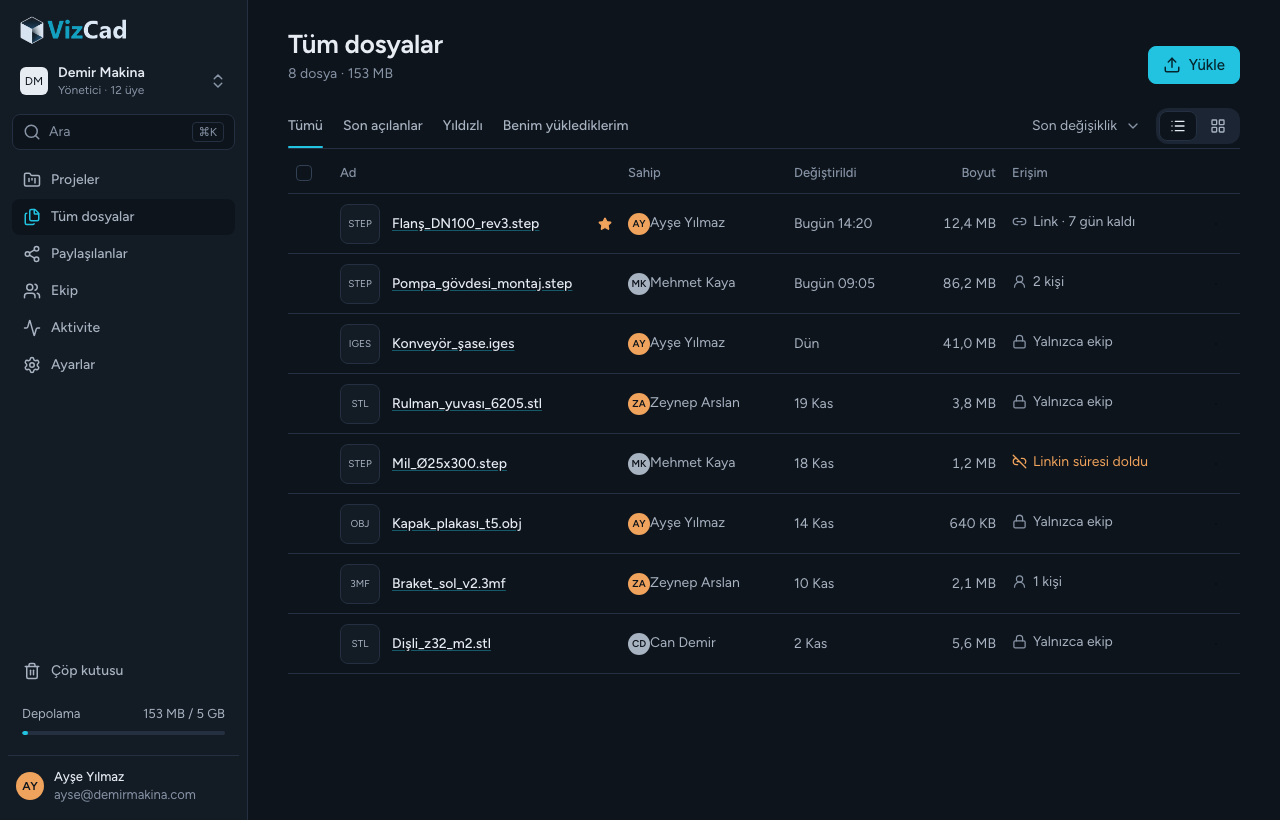 VizCad
DM
Demir Makina
Yönetici · 12 üye
Ara
⌘K
Projeler
Tüm dosyalar
Paylaşılanlar
Ekip
Aktivite
Ayarlar
Çöp kutusu
Depolama 153 MB / 5 GB
AY
Ayşe Yılmaz
ayse@demirmakina.com
Tüm dosyalar
8 dosya · 153 MB
Yükle
Tümü Son açılanlar Yıldızlı Benim yüklediklerim Son değişiklik
Ad Sahip Değiştirildi Boyut Erişim
STEP Flanş_DN100_rev3.step AY Ayşe Yılmaz Bugün 14:20 12,4 MB Link · 7 gün kaldı
STEP Pompa_gövdesi_montaj.step MK Mehmet Kaya Bugün 09:05 86,2 MB 2 kişi
IGES Konveyör_şase.iges AY Ayşe Yılmaz Dün 41,0 MB Yalnızca ekip
STL Rulman_yuvası_6205.stl ZA Zeynep Arslan 19 Kas 3,8 MB Yalnızca ekip
STEP Mil_Ø25x300.step MK Mehmet Kaya 18 Kas 1,2 MB Linkin süresi doldu
OBJ Kapak_plakası_t5.obj AY Ayşe Yılmaz 14 Kas 640 KB Yalnızca ekip
3MF Braket_sol_v2.3mf ZA Zeynep Arslan 10 Kas 2,1 MB 1 kişi
STL Dişli_z32_m2.stl CD Can Demir 2 Kas 5,6 MB Yalnızca ekip